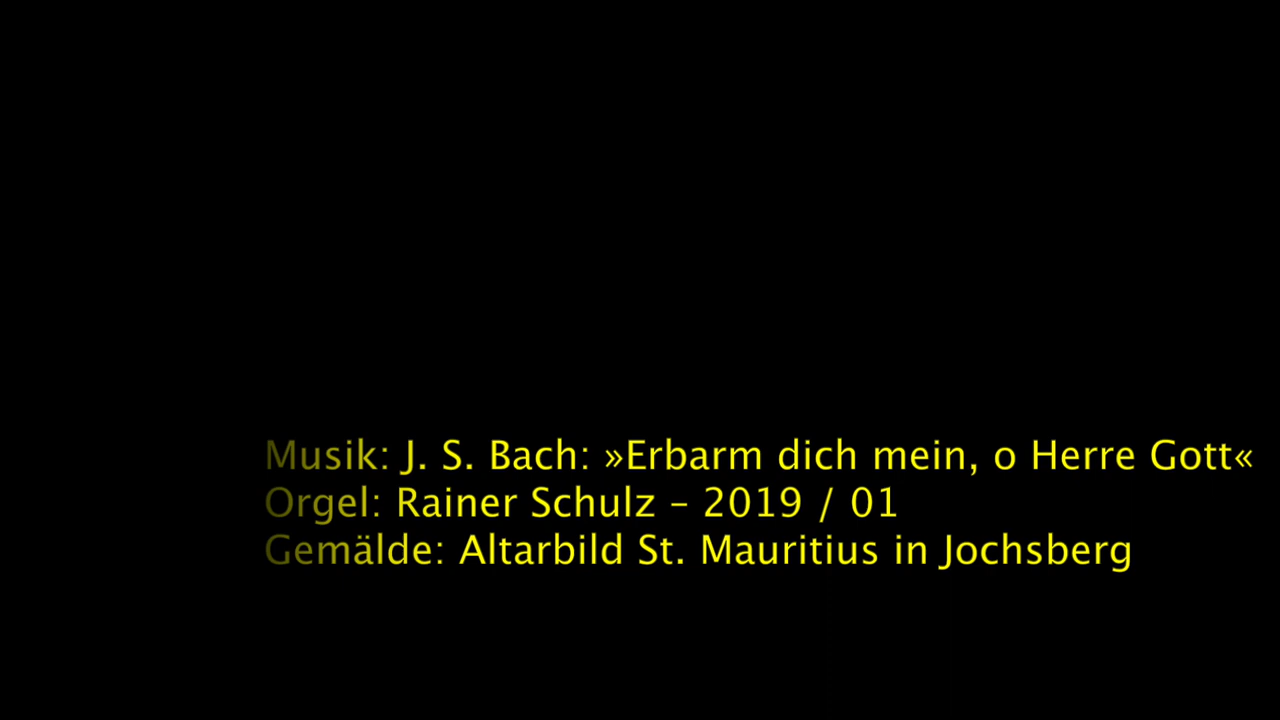 Musik: J. S. Bach: »Erbarm dich mein, o Herre Gott«
Orgel: Rainer Schulz – 2019 / 01
Gemälde: Altarbild St. Mauritius in Jochsberg